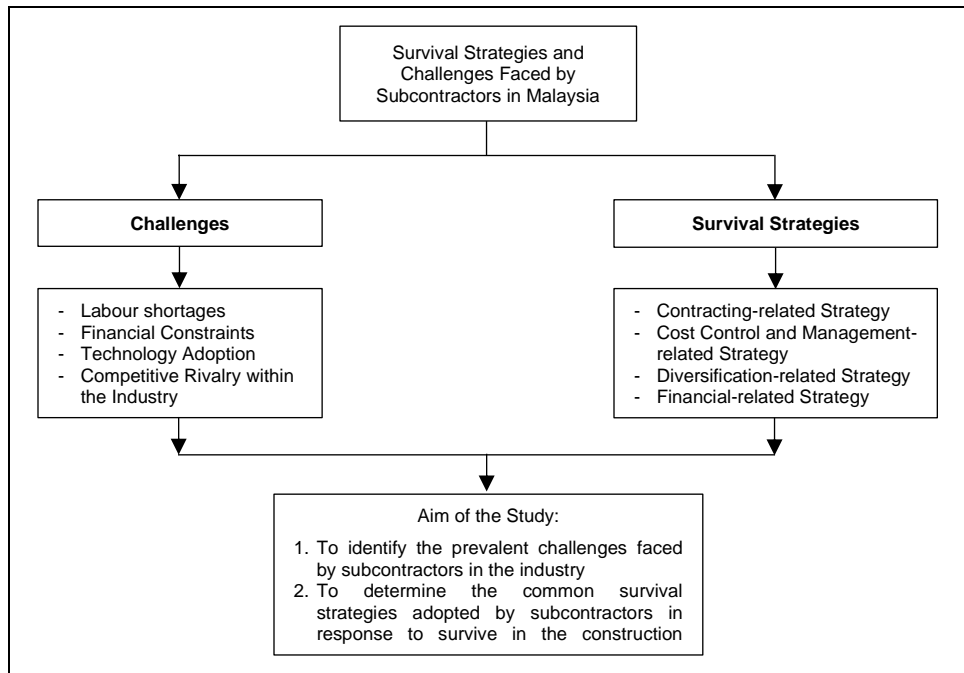 Survival Strategies and
Challenges Faced by
Subcontractors in Malaysia
Challenges
Survival Strategies
- Labour shortages
- Financial Constraints
- Technology Adoption
- Competitive Rivalry within
the Industry
- Contracting-related Strategy
- Cost Control and Management-
related Strategy
- Diversification-related Strategy
- Financial-related Strategy
Aim of the Study:
1. To identify the prevalent challenges faced
by subcontractors in the industry
2. To determine the common survival
strategies adopted by subcontractors in
response to survive in the construction